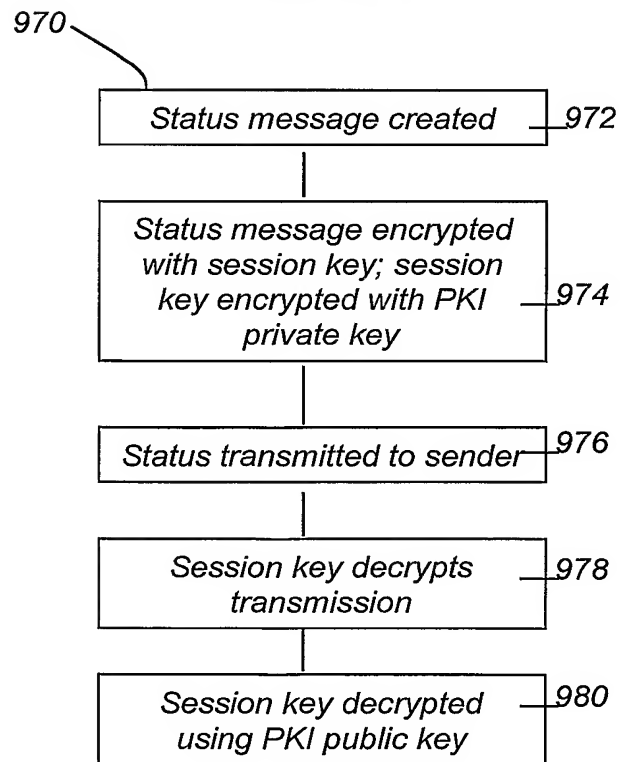 970
Status message created 972
Status message encrypted
with session key; session
key encrypted with PKI 974
private key
Status transmitted to sender 976
Session key decrypts 978
transmission
Session key decrypted 980
using PKI public key